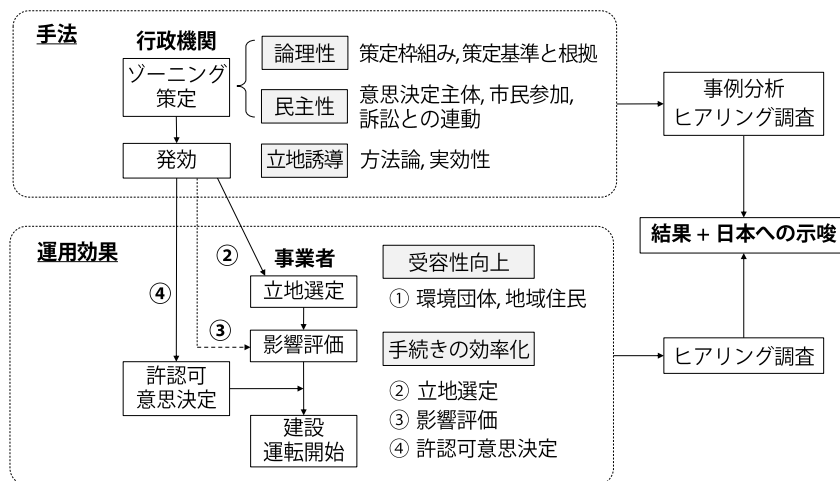 手法
行政機関
ゾーニング
策定
発効
論理性
策定枠組み, 策定基準と根拠
民主性
意思決定主体, 市民参加,
訴訟との連動
立地誘導
方法論, 実効性
事例分析
ヒアリング調査
結果 + 日本への示唆
運用効果
②
④
③
事業者
立地選定
影響評価
許認可
意思決定
建設
運転開始
受容性向上
① 環境団体, 地域住民
手続きの効率化
② 立地選定
③ 影響評価
④ 許認可意思決定
ヒアリング調査